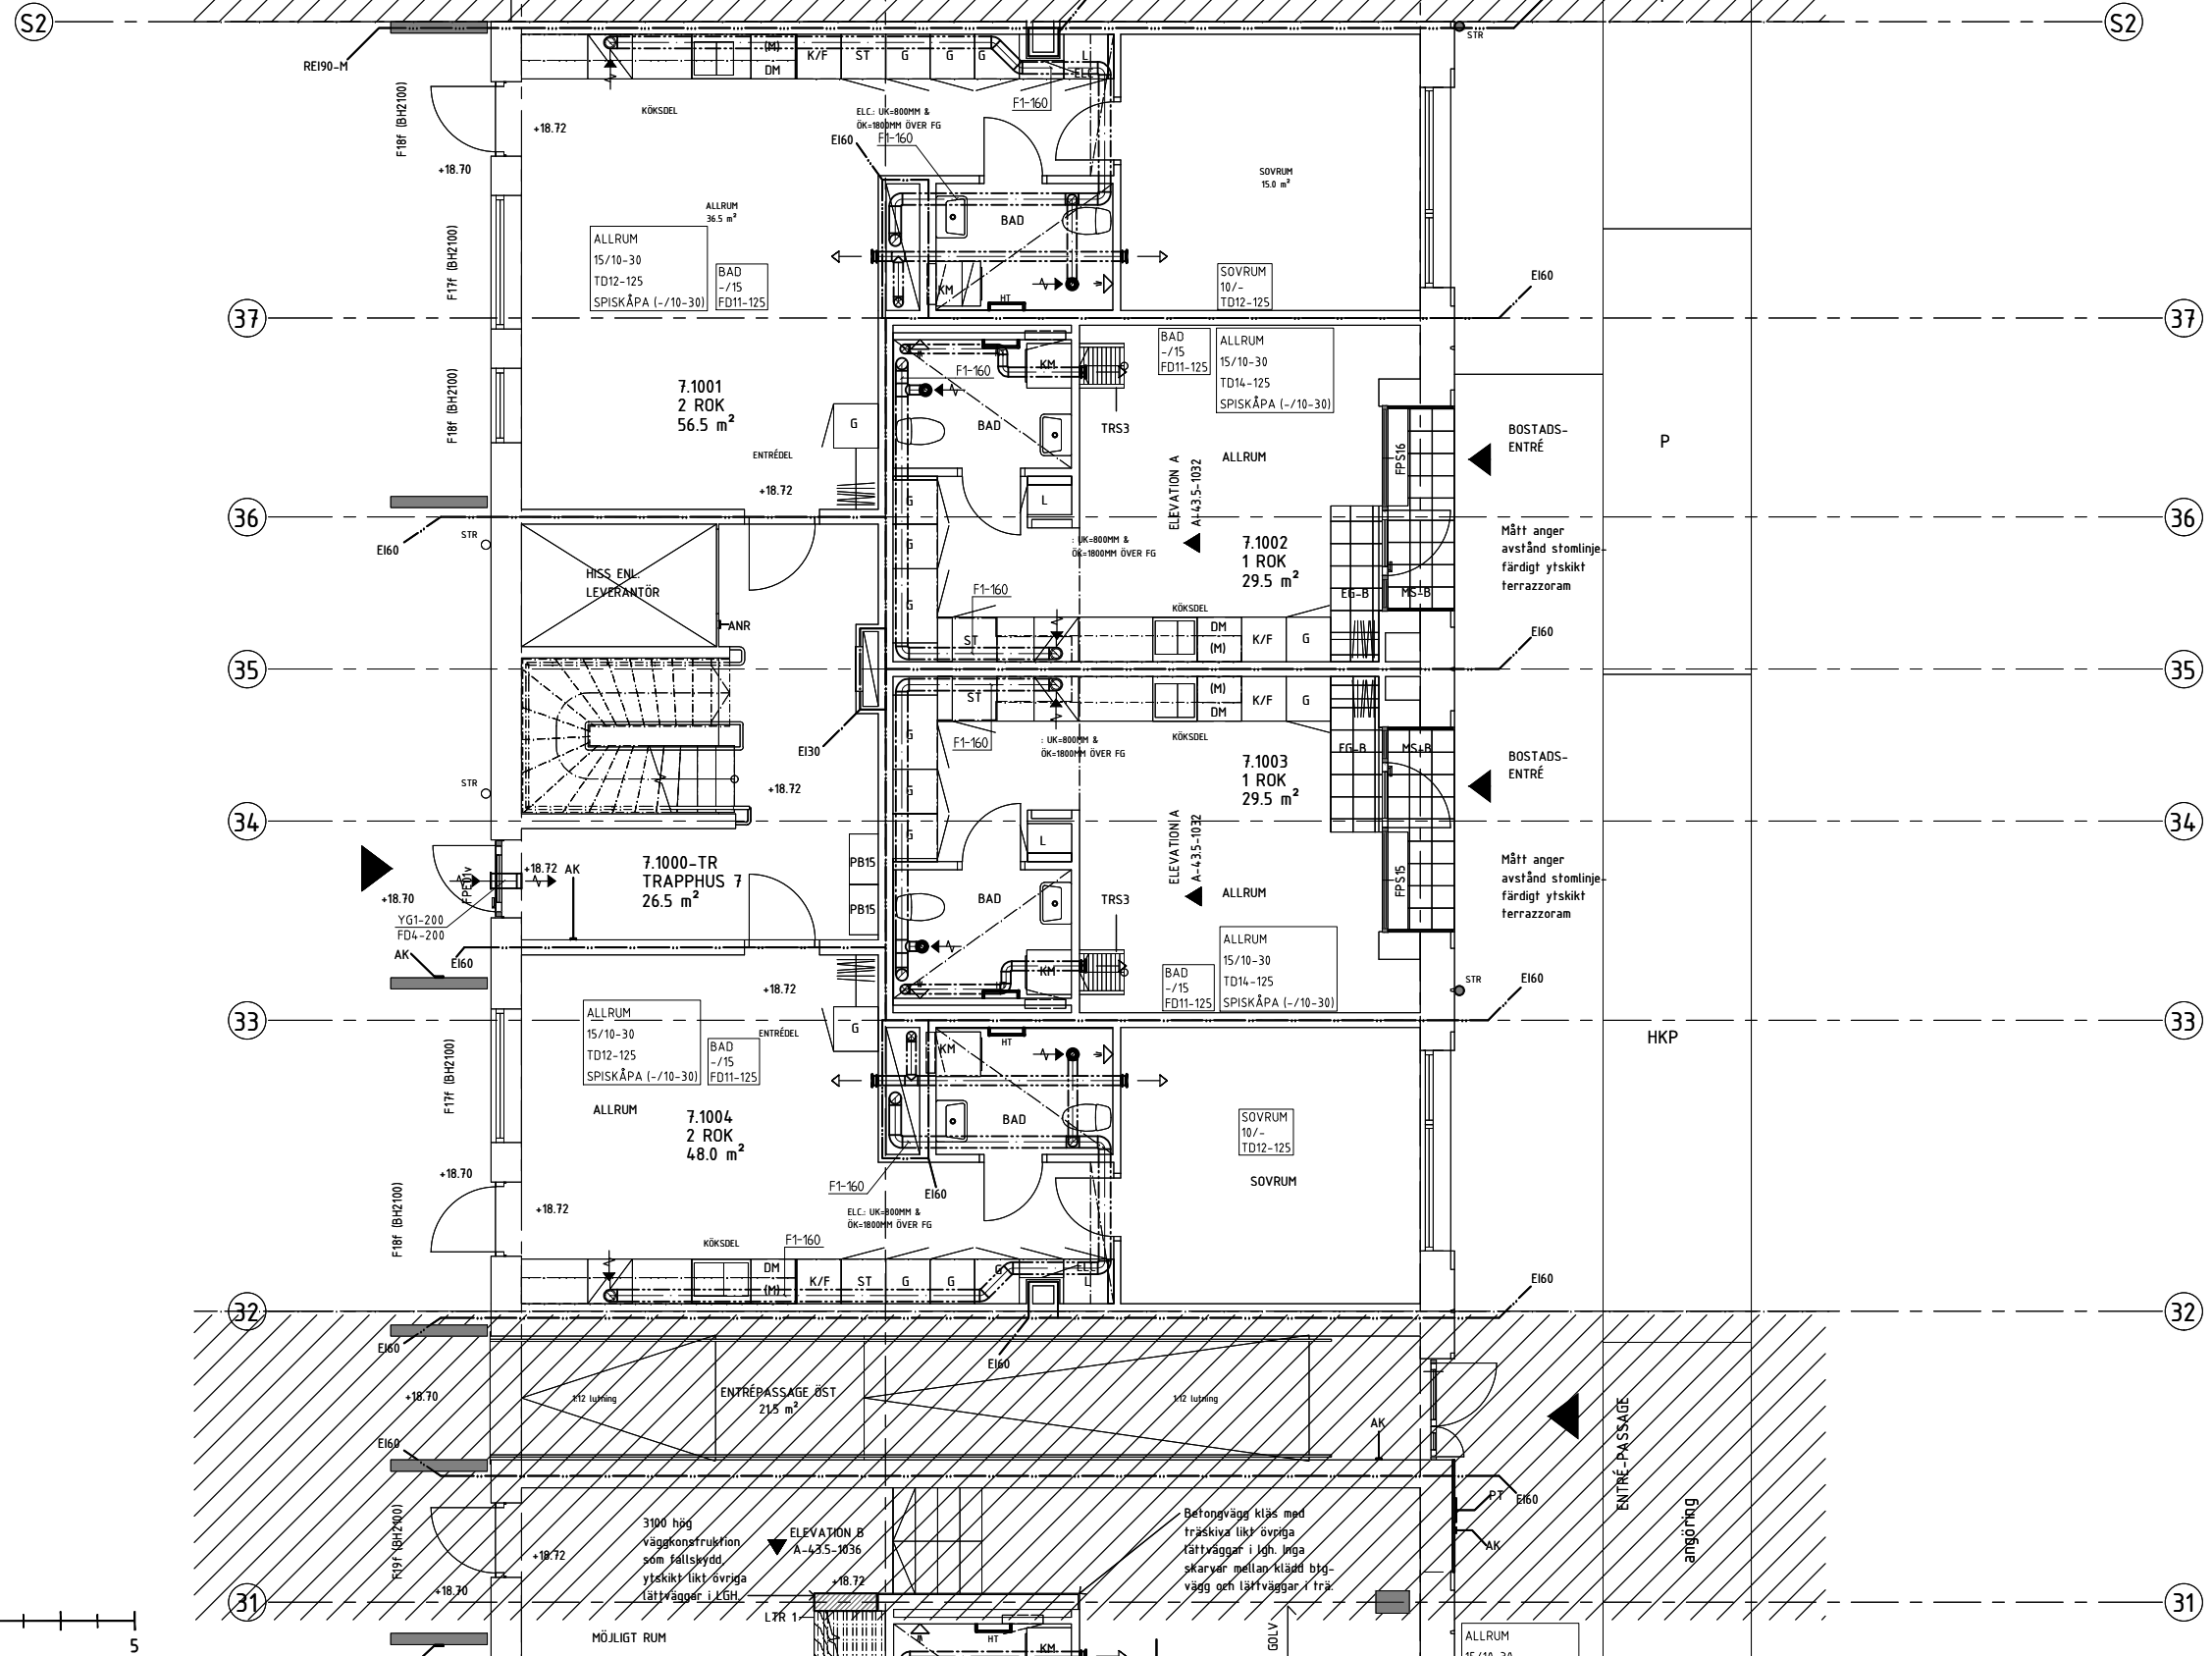 S2
S2
STR
REI90-M
F18f (BH2100)
(M)
DM
K/F
ST
G
G
G
L
ELC
F1-160
KÖKSDEL
+18.72
ELC.: UK=800MM &
ÖK=1800MM ÖVER FG
F1-160
EI60
+18.70
SOVRUM
15.0 m²
ALLRUM
36.5 m²
BAD
F17f (BH2100)
ALLRUM
15/10-30
TD12-125
SPISKÅPA (-/10-30)
BAD
-/15
FD11-125
KM
HT
SOVRUM
10/-
TD12-125
EI60
37
37
F18f (BH2100)
7.1001
2 ROK
56.5 m²
G
ENTRÉDEL
+18.72
F1-160
KM
BAD
TRS3
BAD
-/15
FD11-125
ALLRUM
15/10-30
TD14-125
SPISKÅPA (-/10-30)
ALLRUM
ELEVATION A
A-43.5-1032
FPS16
BOSTADS-
ENTRÉ
P
36
36
EI60
STR
G
G
G
L
: UK=800MM &
ÖK=1800MM ÖVER FG
7.1002
1 ROK
29.5 m²
Mått anger
avstånd stomlinje-
färdigt ytskikt
terrazzoram
HISS ENL.
LEVERANTÖR
ANR
F1-160
KÖKSDEL
EG-B
MS-B
ST
DM
(M)
K/F
G
EI60
35
35
EI30
ST
(M)
DM
K/F
G
F1-160
: UK=800MM &
ÖK=1800MM ÖVER FG
KÖKSDEL
EG-B
MS-B
G
G
G
7.1003
1 ROK
29.5 m²
BOSTADS-
ENTRÉ
STR
+18.72
34
34
L
ELEVATION A
A-43.5-1032
FPS15
Mått anger
avstånd stomlinje-
färdigt ytskikt
terrazzoram
7.1000-TR
TRAPPHUS 7
26.5 m²
PB15
PB15
+18.72
AK
+18.70
YG1-200
FD4-200
AK
EI60
BAD
TRS3
ALLRUM
KM
BAD
-/15
FD11-125
ALLRUM
15/10-30
TD14-125
SPISKÅPA (-/10-30)
STR
EI60
+18.72
33
33
ALLRUM
15/10-30
TD12-125
SPISKÅPA (-/10-30)
BAD
-/15
FD11-125
ENTRÉDEL
G
KM
HT
HKP
F17f (BH2100)
ALLRUM
7.1004
2 ROK
48.0 m²
BAD
SOVRUM
10/-
TD12-125
SOVRUM
+18.70
F1-160
EI60
+18.72
ELC.: UK=800MM &
ÖK=1800MM ÖVER FG
F18f (BH2100)
KÖKSDEL
F1-160
DM
(M)
K/F
ST
G
G
G
L
EI60
32
32
EI60
EI60
+18.70
1:12 lutning
ENTRÉPASSAGE ÖST
21.5 m²
1:12 lutning
AK
ENTRÉ-PASSAGE
EI60
PT
EI60
AK
angöring
F19f (BH2100)
+18.72
+18.70
3100 hög
väggkonstruktion
som fallskydd,
ytskikt likt övriga
lättväggar i LGH.
ELEVATION B
A-43.5-1036
+18.72
Betongvägg kläs med
träskiva likt övriga
lättväggar i lgh. Inga
skarvar mellan klädd btg-
vägg och lättväggar i trä.
31
31
LTR 1
5
MÖJLIGT RUM
HT
KM
GOLV
ALLRUM